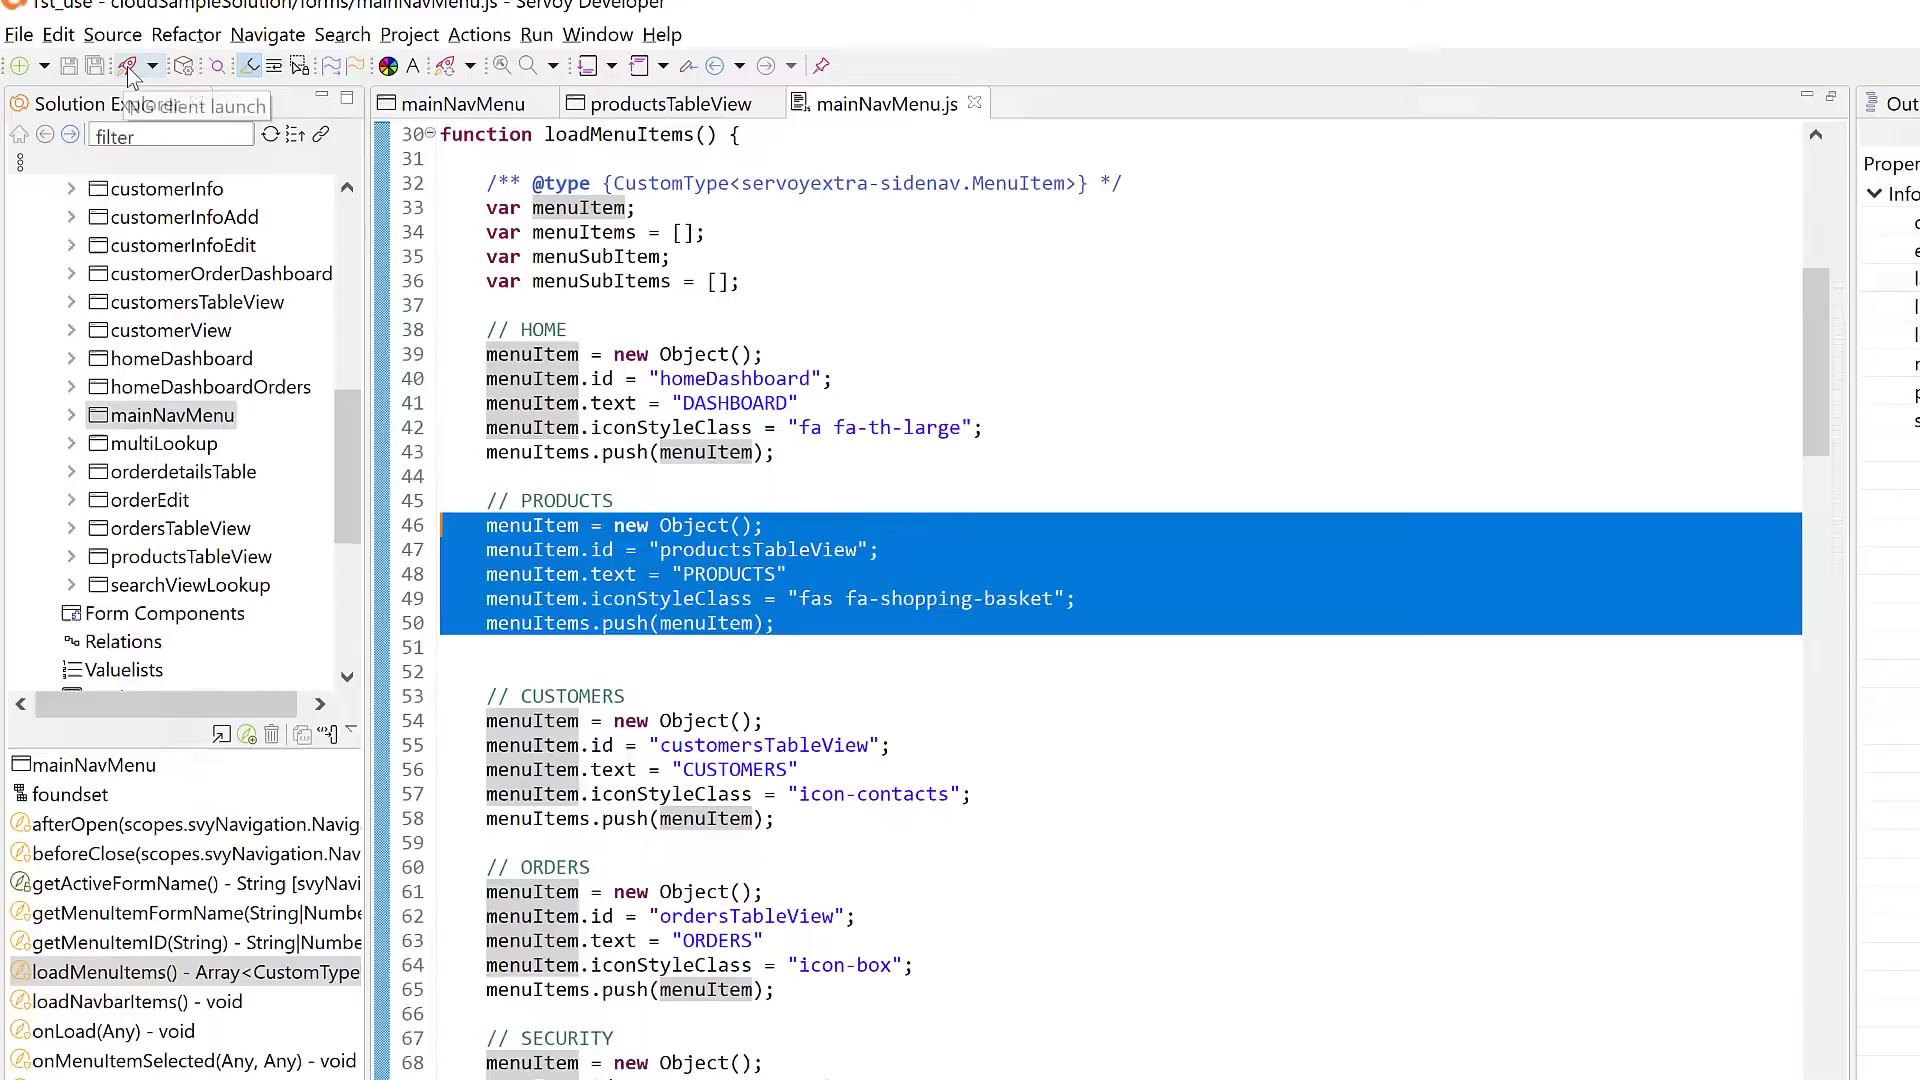 1st_use - cloudSampleSolution/forms/mainNavMenu.js - Servoy Developer
File Edit Source Refactor Navigate Search Project Actions Run Window Help
Solution Explorer
NG client launch
mainNavMenu
productsTableView
mainNavMenu.js
Out
filter
customerInfo
customerInfoAdd
customerInfoEdit
customerOrderDashboard
customersTableView
customerView
homeDashboard
homeDashboardOrders
mainNavMenu
multiLookup
orderdetailsTable
orderEdit
ordersTableView
productsTableView
searchViewLookup
Form Components
Relations
Valuelists
mainNavMenu
foundset
afterOpen(scopes.svyNavigation.Navig
beforeClose(scopes.svyNavigation.Nav
getActiveFormName() - String [svyNavi
getMenuItemFormName(String|Numbe
getMenuItemID(String) - String|Numbe
loadMenuItems() - Array<CustomType
loadNavbarItems() - void
onLoad(Any) - void
onMenuItemSelected(Any, Any) - void
30 function loadMenuItems() {
31
32 /** @type {CustomType<servoyextra-sidenav.MenuItem>} */
33 var menuItem;
34 var menuItems = [];
35 var menuSubItem;
36 var menuSubItems = [];
37
38 // HOME
39 menuItem = new Object();
40 menuItem.id = "homeDashboard";
41 menuItem.text = "DASHBOARD"
42 menuItem.iconStyleClass = "fa fa-th-large";
43 menuItems.push(menuItem);
44
45 // PRODUCTS
46 menuItem = new Object();
47 menuItem.id = "productsTableView";
48 menuItem.text = "PRODUCTS"
49 menuItem.iconStyleClass = "fas fa-shopping-basket";
50 menuItems.push(menuItem);
51
52
53 // CUSTOMERS
54 menuItem = new Object();
55 menuItem.id = "customersTableView";
56 menuItem.text = "CUSTOMERS"
57 menuItem.iconStyleClass = "icon-contacts";
58 menuItems.push(menuItem);
59
60 // ORDERS
61 menuItem = new Object();
62 menuItem.id = "ordersTableView";
63 menuItem.text = "ORDERS"
64 menuItem.iconStyleClass = "icon-box";
65 menuItems.push(menuItem);
66
67 // SECURITY
68 menuItem = new Object();
Proper
Info